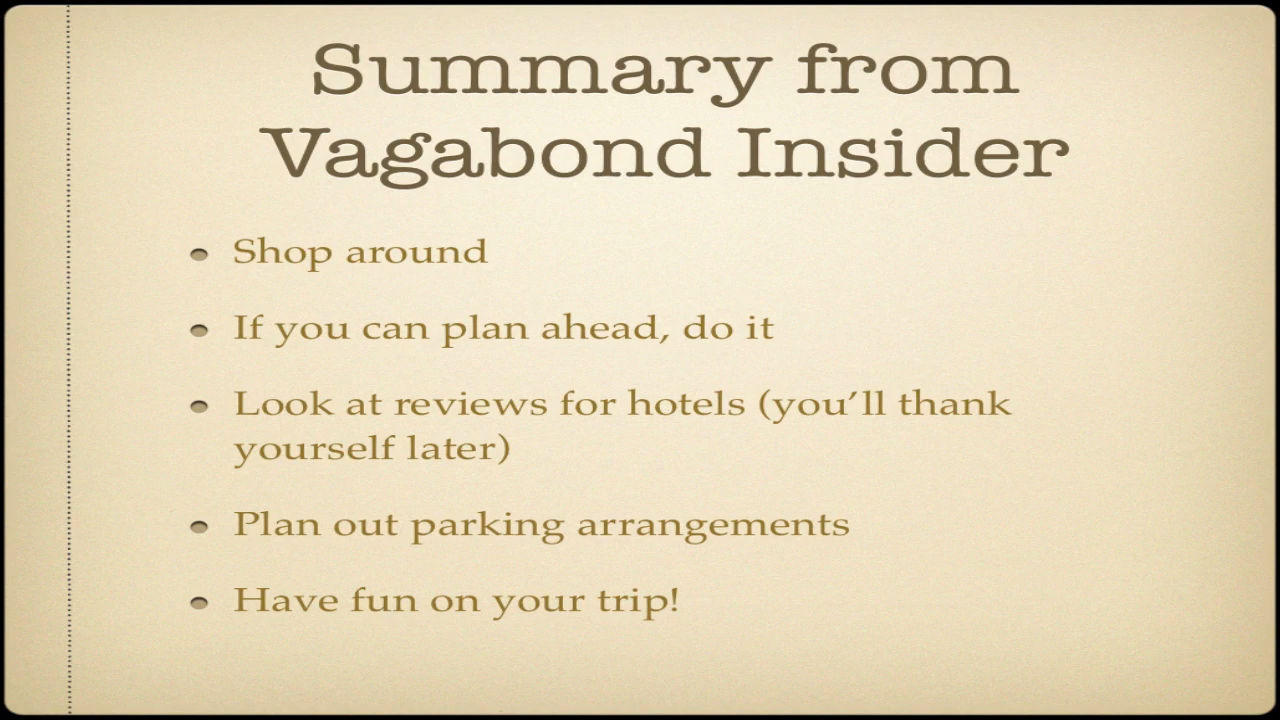 Summary from
Vagabond Insider
Shop around
If you can plan ahead, do it
Look at reviews for hotels (you’ll thank
yourself later)
Plan out parking arrangements
Have fun on your trip!